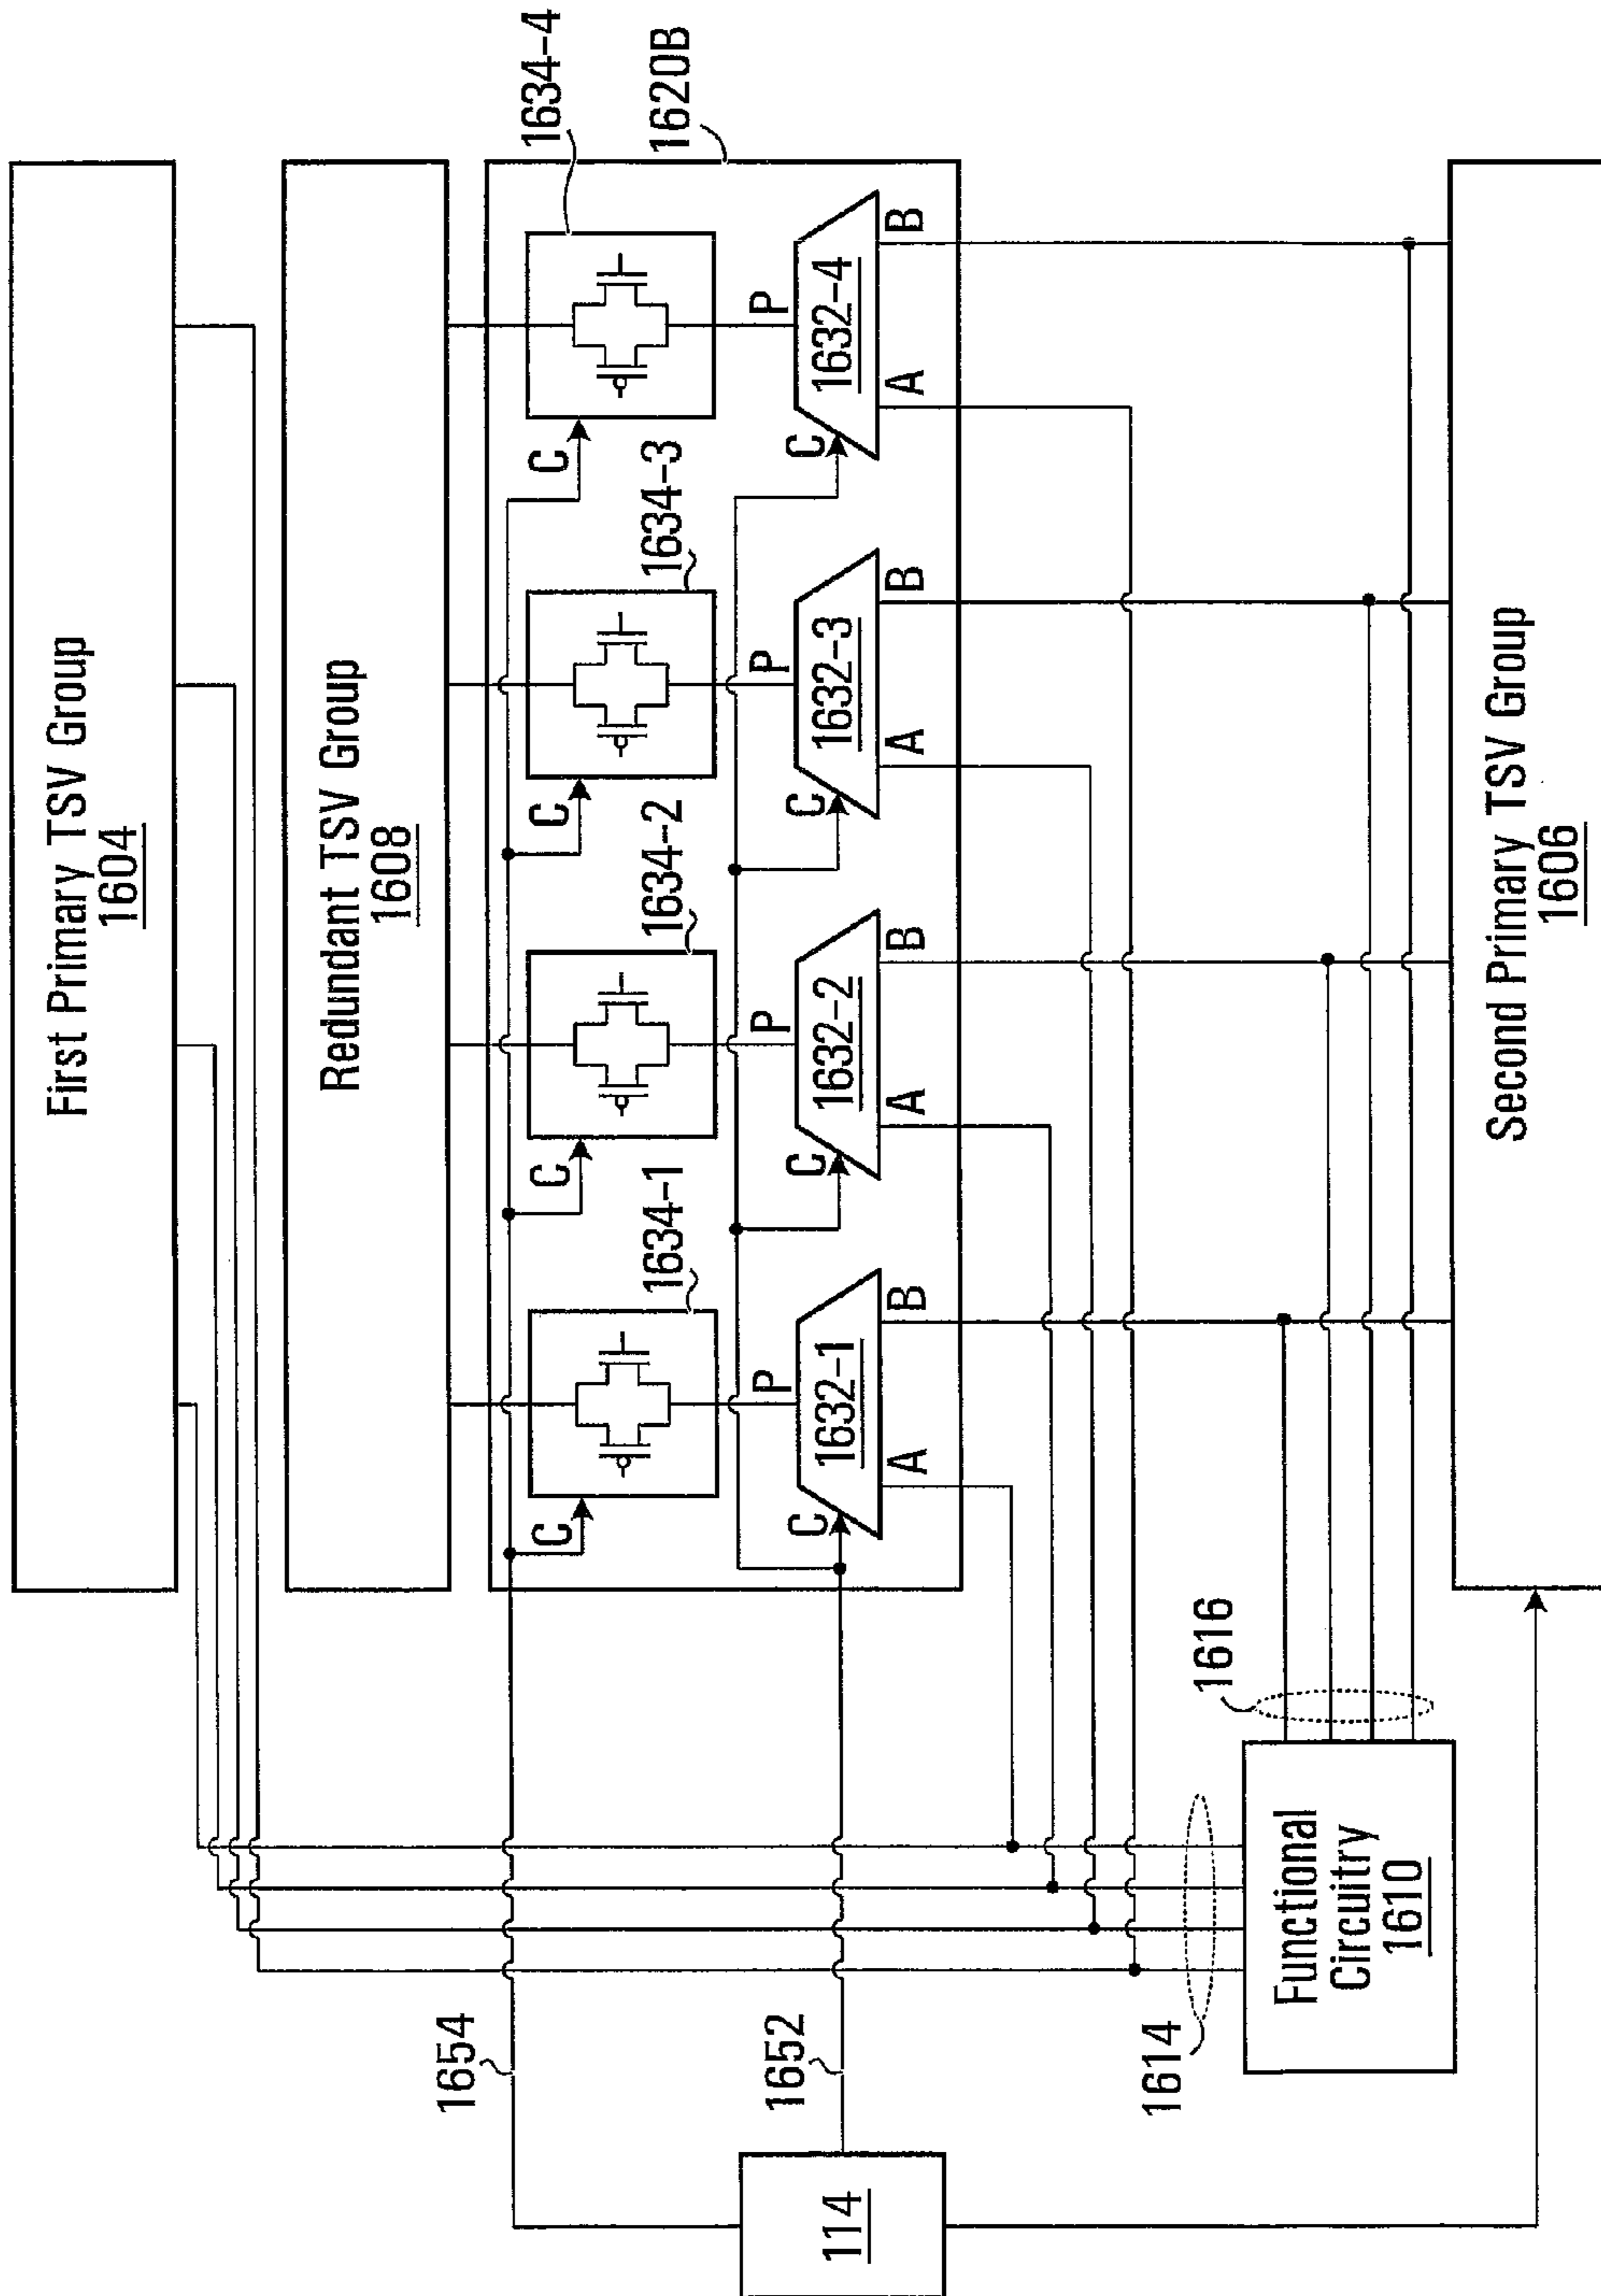 First Primary TSV Group
1604
Redundant TSV Group
1608
1634-1
1634-2
1634-3
1634-4
1620B
C
C
C
C
P
P
P
P
C
1632-1
A
B
C
1632-2
A
B
C
1632-3
A
B
C
1632-4
A
B
1654
1652
114
1614
1616
Functional
Circuitry
1610
Second Primary TSV Group
1606